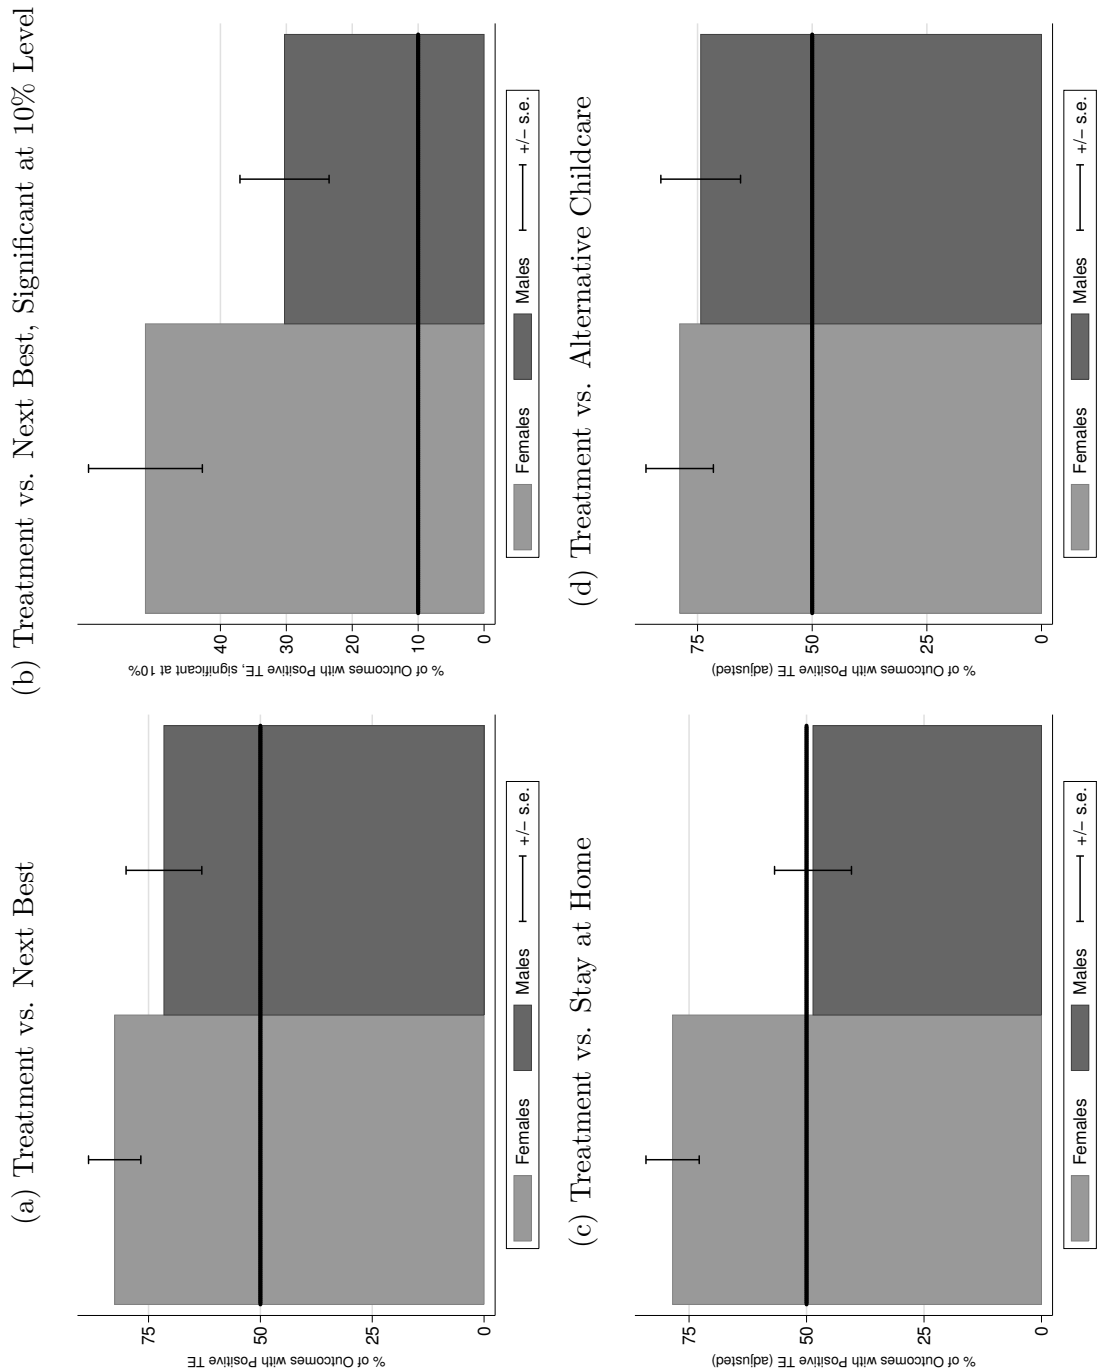 (a) Treatment vs. Next Best
% of Outcomes with Positive TE
75
50
25
0
Females Males +/− s.e.
(b) Treatment vs. Next Best, Significant at 10% Level
% of Outcomes with Positive TE, significant at 10%
40
30
20
10
0
Females Males +/− s.e.
(c) Treatment vs. Stay at Home
% of Outcomes with Positive TE (adjusted)
75
50
25
0
Females Males +/− s.e.
(d) Treatment vs. Alternative Childcare
% of Outcomes with Positive TE (adjusted)
75
50
25
0
Females Males +/− s.e.